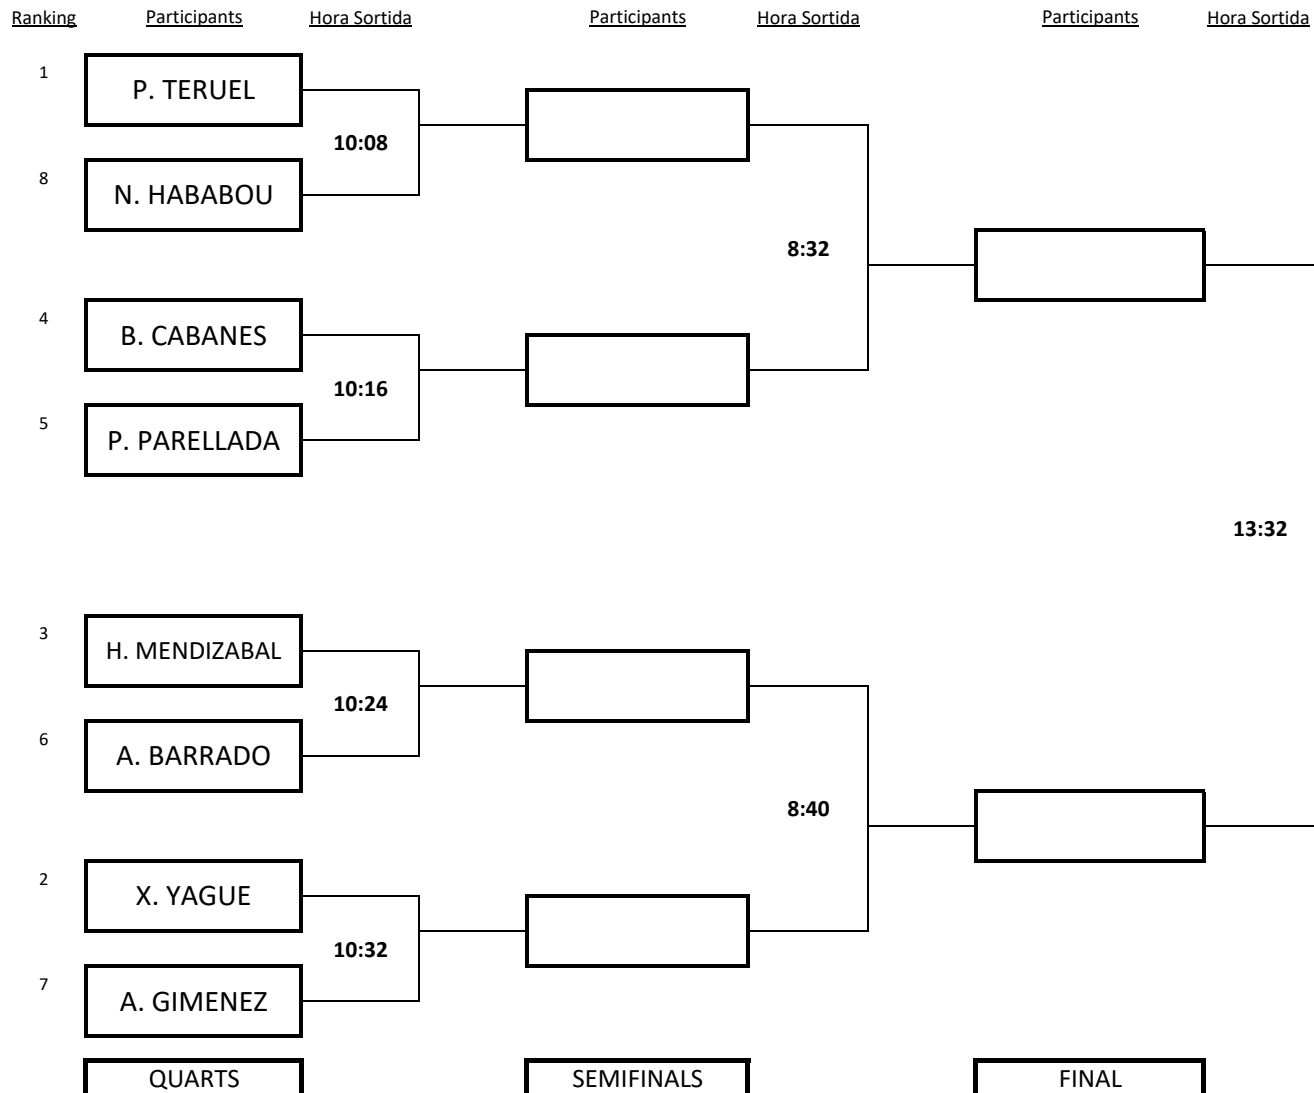 Ranking Participants Hora Sortida Participants Hora Sortida Participants Hora Sortida
1
P. TERUEL
10:08
8
N. HABABOU
8:32
4
B. CABANES
10:16
5
P. PARELLADA
13:32
3
H. MENDIZABAL
10:24
6
A. BARRADO
8:40
2
X. YAGUE
10:32
7
A. GIMENEZ
QUARTS SEMIFINALS FINAL